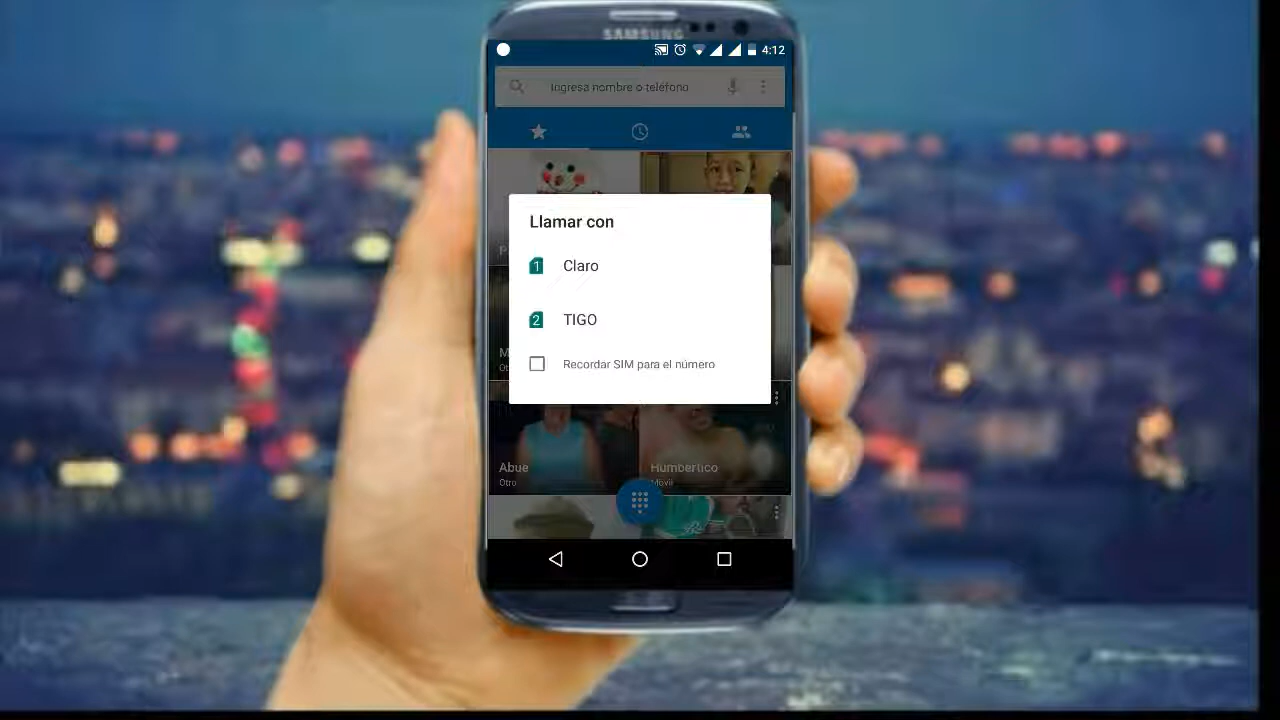 SAMSUNG
4:12
Ingresa nombre o teléfono
Llamar con
1 Claro
2 TIGO
Recordar SIM para el número
Abue
Humbertico
Otro
Móvil